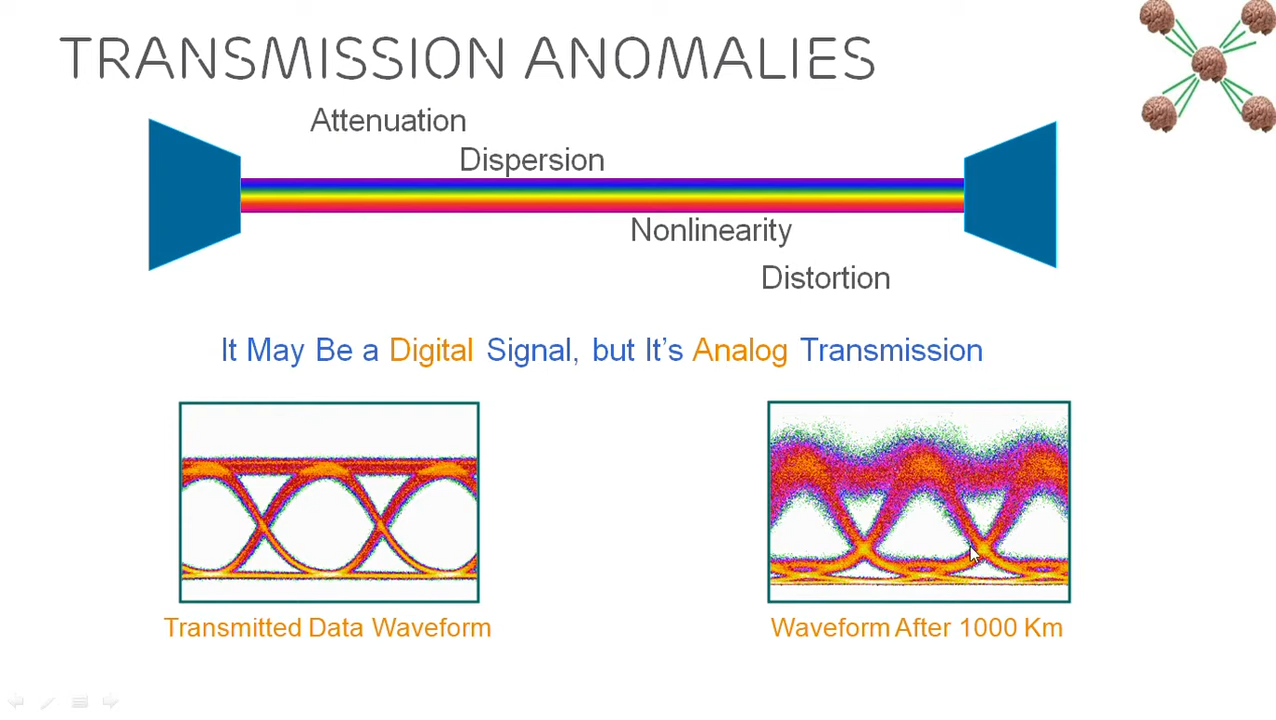 TRANSMISSION ANOMALIES
Attenuation
Dispersion
Nonlinearity
Distortion
It May Be a Digital Signal, but It's Analog Transmission
Transmitted Data Waveform
Waveform After 1000 Km